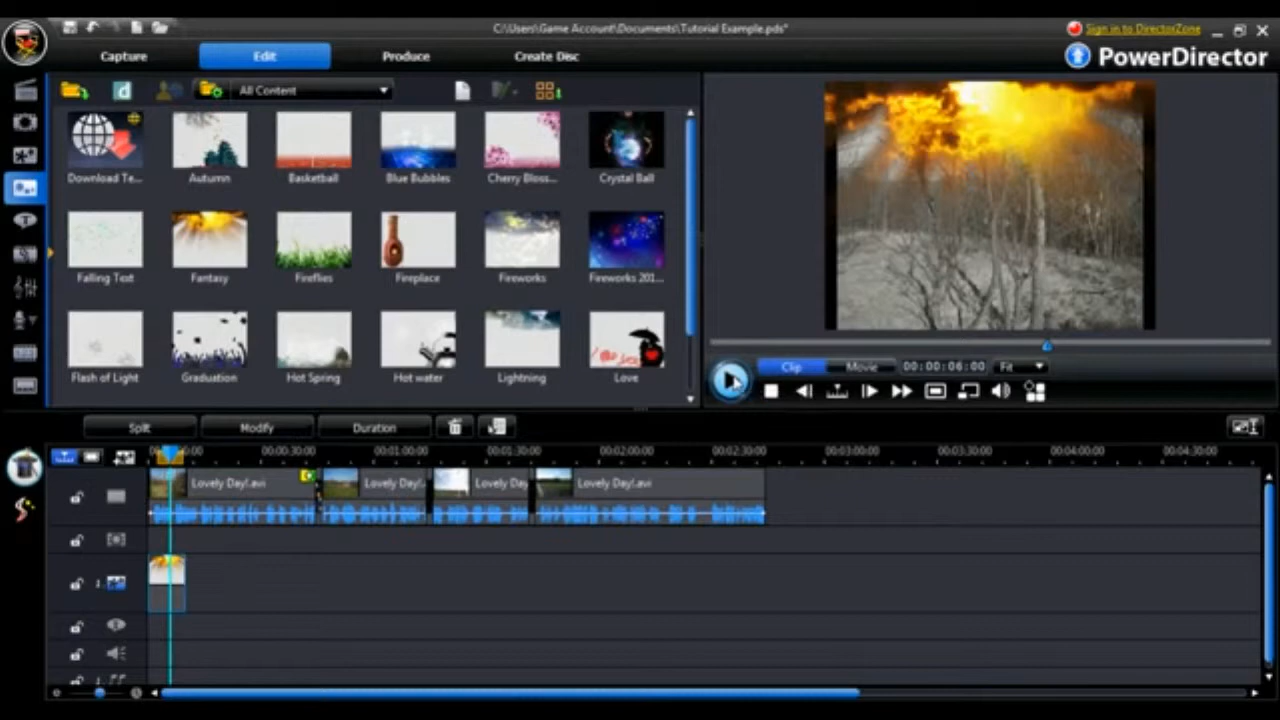 C:\Users\Game Account\Documents\Tutorial Example.pds*
Sign in to DirectorZone
Capture
Edit
Produce
Create Disc
PowerDirector
All Content
Download Te...
Autumn
Basketball
Blue Bubbles
Cherry Bloss...
Crystal Ball
Falling Text
Fantasy
Fireflies
Fireplace
Fireworks
Fireworks 201...
Flash of Light
Graduation
Hot Spring
Hot water
Lightning
Love
Clip
Movie
00:00:06:00
Fit
Split
Modify
Duration
00:00:30:00
00:01:00:00
00:01:30:00
00:02:00:00
00:02:30:00
00:03:00:00
00:03:30:00
00:04:00:00
00:04:30:00
Lovely Day!.avi
Lovely Day!.a
Lovely Day
Lovely Day!.avi